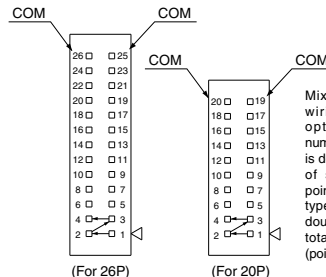 COM COM
26 25
24 23
22 21
20 19
18 17
16 15
14 13
12 11
10 9
8 7
6 5
4 3
2 1
(For 26P)
COM COM
20 19
18 17
16 15
14 13
12 11
10 9
8 7
6 5
4 3
2 1
(For 20P)
Mix
wiri
opt
num
is d
of s
poin
type
dou
tota
(poi